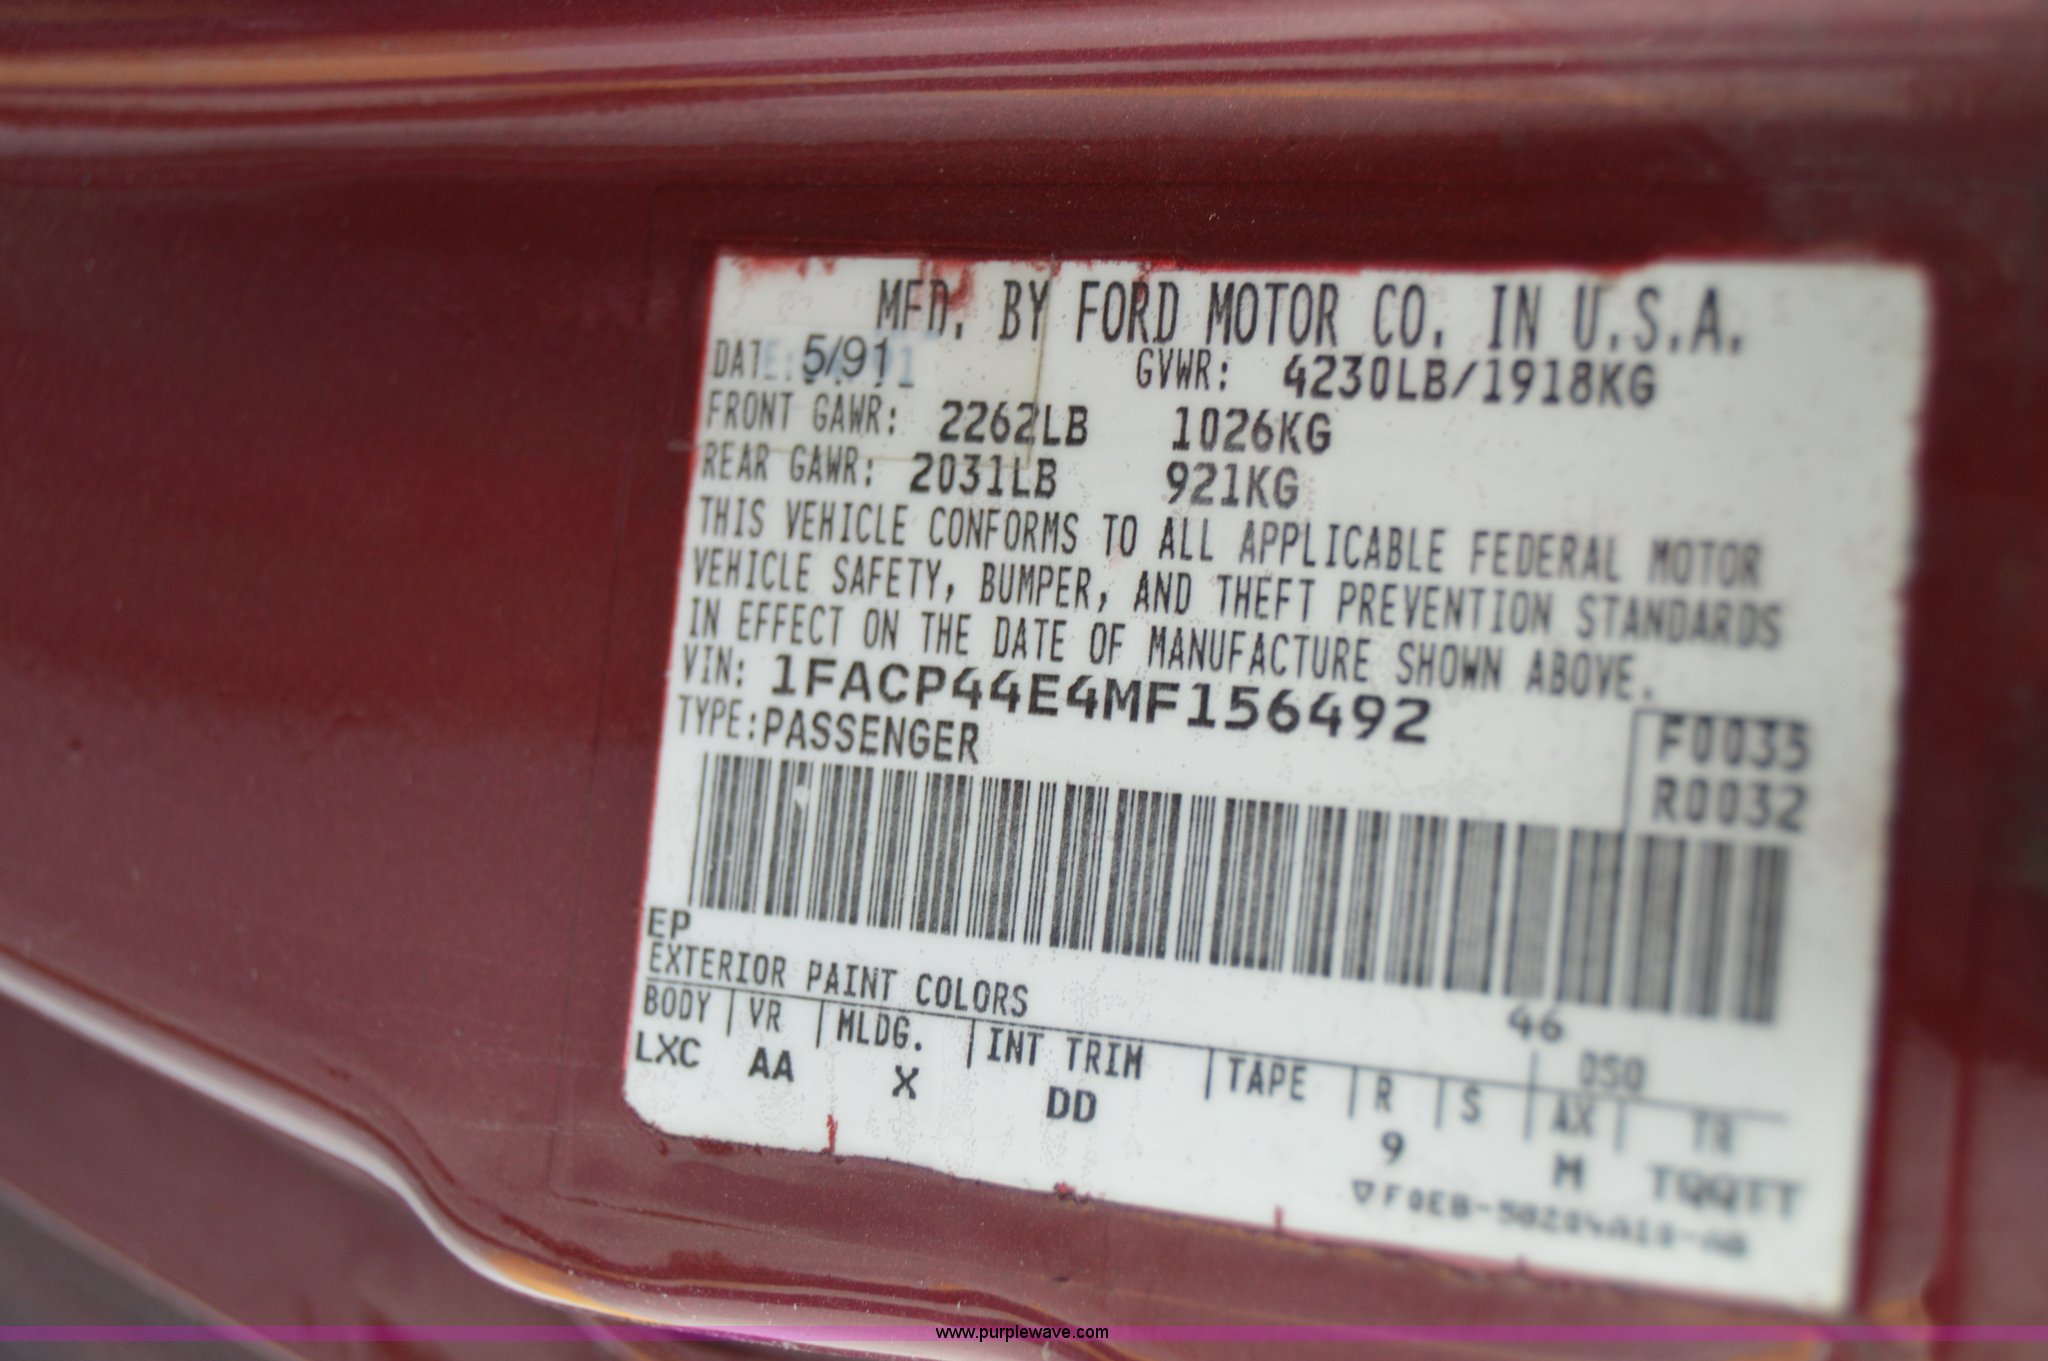 MFD. BY FORD MOTOR CO. IN U.S.A.
DATE: 5/91 GVWR: 4230LB/1918KG
FRONT GAWR: 2262LB 1026KG
REAR GAWR: 2031LB 921KG
THIS VEHICLE CONFORMS TO ALL APPLICABLE FEDERAL MOTOR
VEHICLE SAFETY, BUMPER, AND THEFT PREVENTION STANDARDS
IN EFFECT ON THE DATE OF MANUFACTURE SHOWN ABOVE.
VIN: 1FACP44E4MF156492
TYPE: PASSENGER
F0035
R0032
EP
EXTERIOR PAINT COLORS 46 DSO
BODY VR MLDG. INT TRIM TAPE R S AX TR
LXC AA X DD 9 M TQQTT
www.purplewave.com